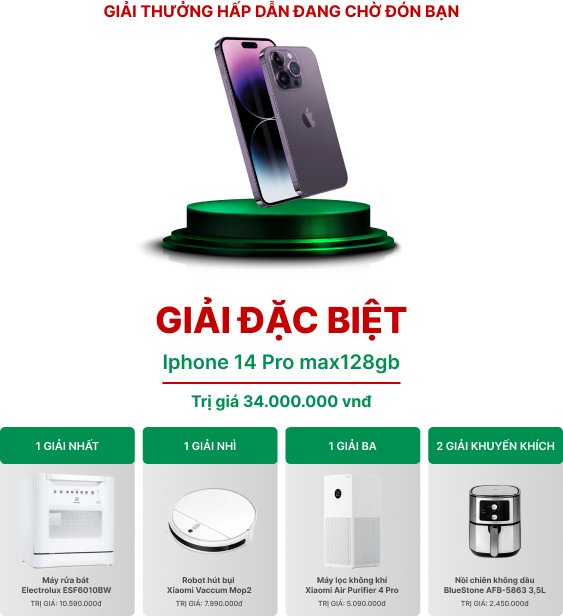 GIẢI THƯỞNG HẤP DẪN ĐANG CHỜ ĐÓN BẠN
GIẢI ĐẶC BIỆT
Iphone 14 Pro max128gb
Trị giá 34.000.000 vnđ
1 GIẢI NHẤT
1 GIẢI NHÌ
1 GIẢI BA
2 GIẢI KHUYẾN KHÍCH
Máy rửa bát
Electrolux ESF6010BW
TRỊ GIÁ: 10.590.000đ
Robot hút bụi
Xiaomi Vaccum Mop2
TRỊ GIÁ: 7.990.000đ
Máy lọc không khí
Xiaomi Air Purifier 4 Pro
TRỊ GIÁ: 5.090.000đ
Nồi chiên không dầu
BlueStone AFB-5863 3,5L
TRỊ GIÁ: 2.450.000đ